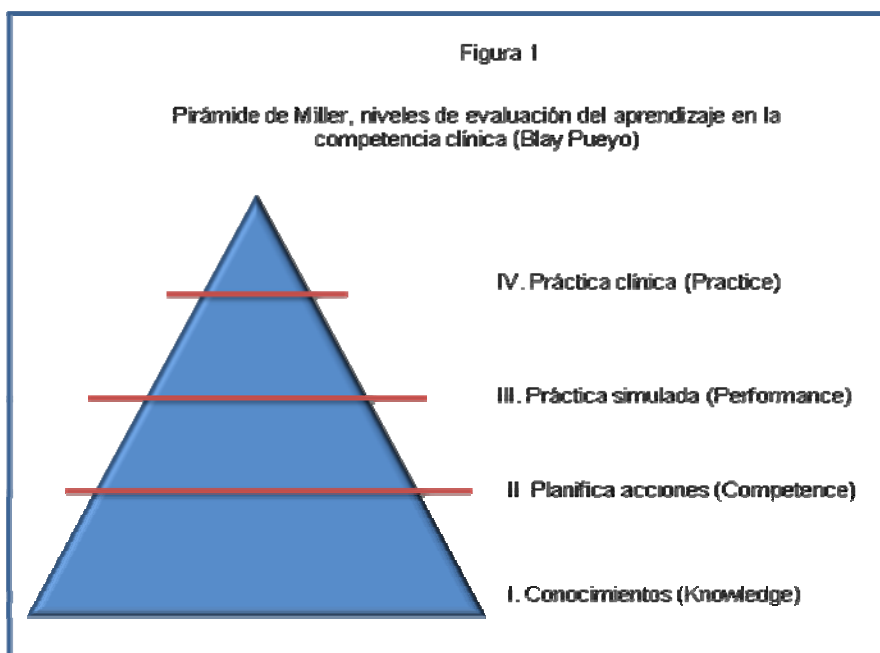 Figura 1
Pirámide de Miller, niveles de evaluación del aprendizaje en la
competencia clínica (Blay Pueyo)
IV. Práctica clínica (Practice)
III. Práctica simulada (Performance)
II Planifica acciones (Competence)
I. Conocimientos (Knowledge)